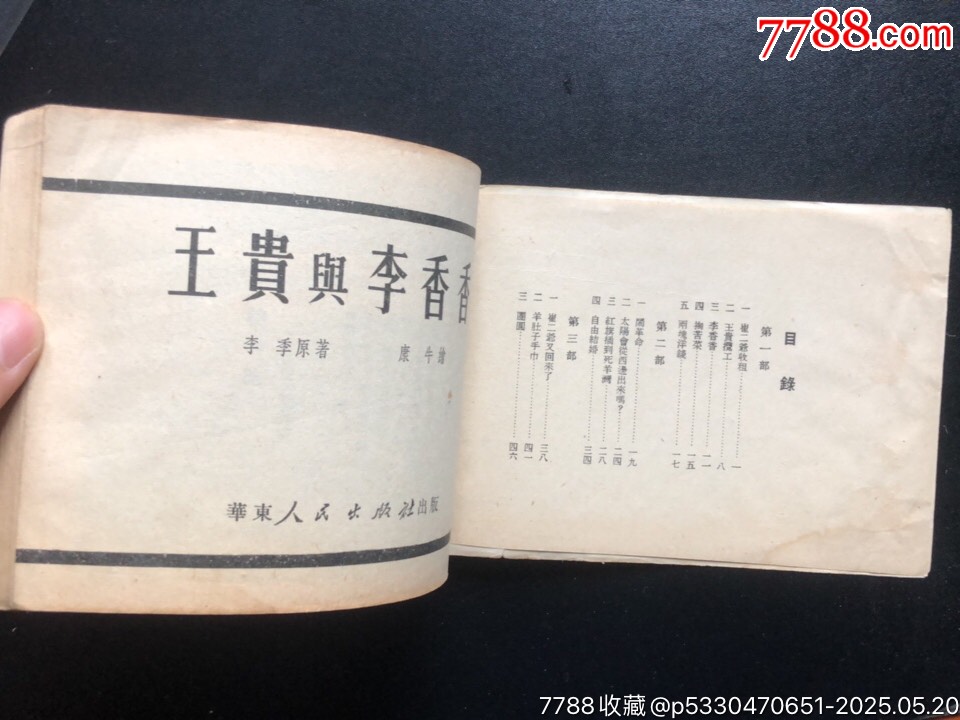 7788.com
王貴與李香香
李季原著 康牛繪
華東人民出版社出版
目錄
第一部
一 崔二爺收租……一
二 王貴攬工……八
三 李香香……一一
四 掏苦菜……一五
五 兩塊洋錢……一七
第二部
一 鬧革命……一九
二 太陽會從西邊出來嗎？……二四
三 紅旗插到死羊灣……二八
四 自由結婚……三四
第三部
一 崔二爺又回來了……三八
二 羊肚子手巾……四一
三 團圓……四六
7788收藏@p5330470651-2025.05.20